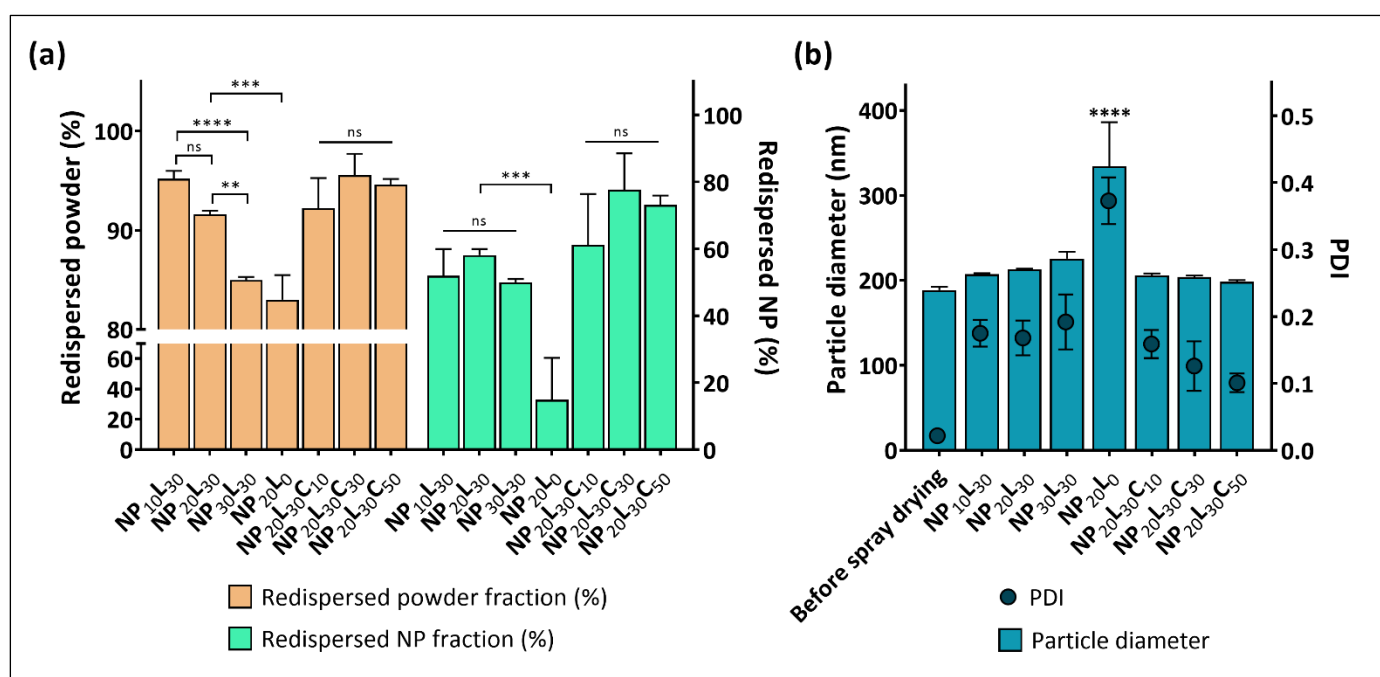 (a)
(b)
Redispersed powder (%)
100
90
80
60
40
20
0
***
****
ns
**
ns
ns
***
ns
100
80
60
40
20
0
Redispersed NP (%)
NP₁₀L₃₀
NP₂₀L₃₀
NP₃₀L₃₀
NP₂₀L₀
NP₂₀L₃₀C₁₀
NP₂₀L₃₀C₃₀
NP₂₀L₃₀C₅₀
NP₁₀L₃₀
NP₂₀L₃₀
NP₃₀L₃₀
NP₂₀L₀
NP₂₀L₃₀C₁₀
NP₂₀L₃₀C₃₀
NP₂₀L₃₀C₅₀
Redispersed powder fraction (%)
Redispersed NP fraction (%)
Particle diameter (nm)
400
300
200
100
0
****
0.5
0.4
0.3
0.2
0.1
0.0
PDI
Before spray drying
NP₁₀L₃₀
NP₂₀L₃₀
NP₃₀L₃₀
NP₂₀L₀
NP₂₀L₃₀C₁₀
NP₂₀L₃₀C₃₀
NP₂₀L₃₀C₅₀
PDI
Particle diameter